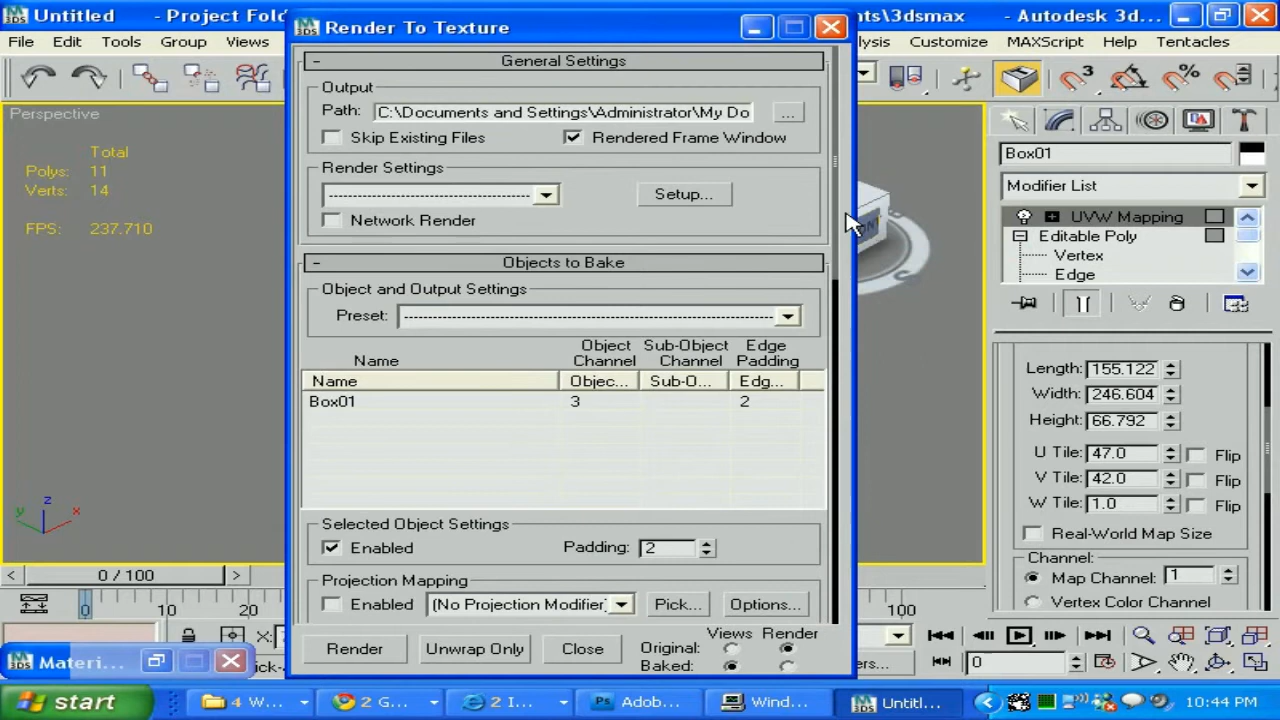 Untitled - Project Fold
nts\3dsmax - Autodesk 3d...
File Edit Tools Group Views
lysis Customize MAXScript Help Tentacles
Perspective
Total
Polys: 11
Verts: 14
FPS: 237.710
Render To Texture
- General Settings
Output
Path: C:\Documents and Settings\Administrator\My Do ...
Skip Existing Files Rendered Frame Window
Render Settings
Setup...
Network Render
- Objects to Bake
Object and Output Settings
Preset:
Object Sub-Object Edge
Name Channel Channel Padding
Name Objec... Sub-O... Edg...
Box01 3 2
Selected Object Settings
Enabled Padding: 2
Projection Mapping
Enabled (No Projection Modifier) Pick... Options...
Views Render
Render Unwrap Only Close Original:
Baked:
Box01
Modifier List
UVW Mapping
Editable Poly
Vertex
Edge
Length: 155.122
Width: 246.604
Height: 66.792
U Tile: 47.0 Flip
V Tile: 42.0 Flip
W Tile: 1.0 Flip
Real-World Map Size
Channel:
Map Channel: 1
Vertex Color Channel
< 0 / 100 >
0 10 20 100
X:
Materi...
ers...
0
start 4 W... 2 G... 2 I... Adob... Wind... Untitl... 10:44 PM